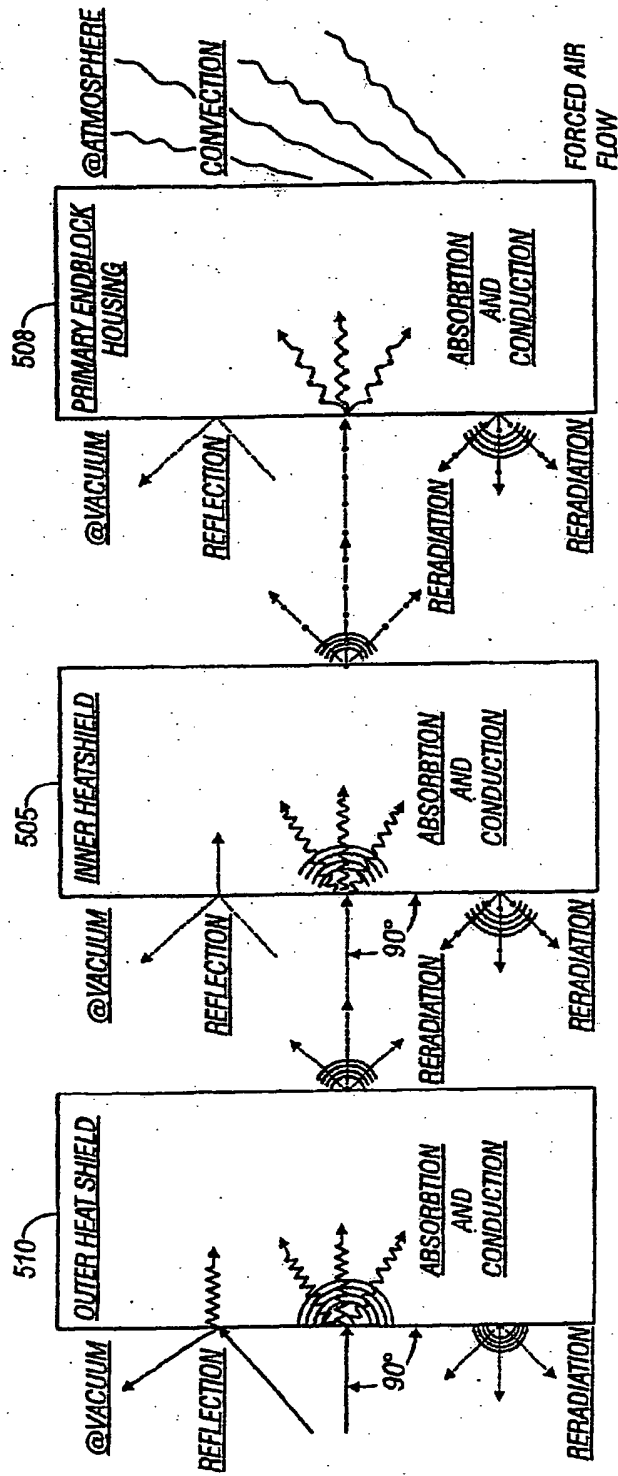 510
OUTER HEAT SHIELD
@VACUUM
REFLECTION
90°
ABSORBTION
AND
CONDUCTION
RERADIATION
RERADIATION
505
INNER HEATSHIELD
@VACUUM
REFLECTION
90°
ABSORBTION
AND
CONDUCTION
RERADIATION
RERADIATION
508
PRIMARY ENDBLOCK
HOUSING
@VACUUM
REFLECTION
ABSORBTION
AND
CONDUCTION
RERADIATION
@ATMOSPHERE
CONVECTION
FORCED AIR
FLOW